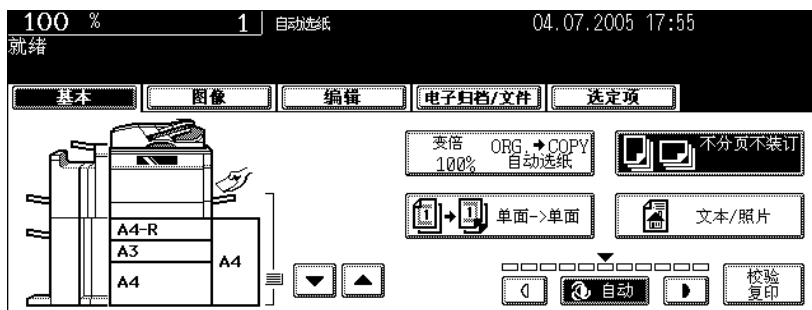 100 % 1 自动选纸 04.07.2005 17:55
就绪
基本 图像 编辑 电子归档/文件 选定项
变倍 ORG.➔COPY
100% 自动选纸
不分页不装订
1➔1 单面->单面
文本/照片
A4-R
A3
A4
A4
自动
校验
复印